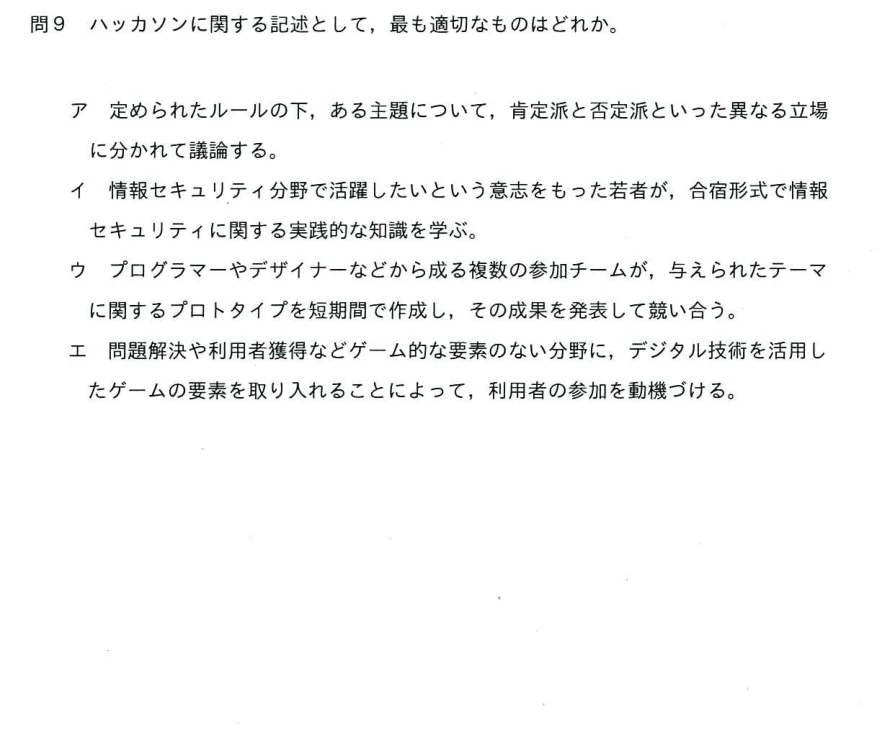 問９　ハッカソンに関する記述として，最も適切なものはどれか。
ア　定められたルールの下，ある主題について，肯定派と否定派といった異なる立場
に分かれて議論する。
イ　情報セキュリティ分野で活躍したいという意志をもった若者が，合宿形式で情報
セキュリティに関する実践的な知識を学ぶ。
ウ　プログラマーやデザイナーなどから成る複数の参加チームが，与えられたテーマ
に関するプロトタイプを短期間で作成し，その成果を発表して競い合う。
エ　問題解決や利用者獲得などゲーム的な要素のない分野に，デジタル技術を活用し
たゲームの要素を取り入れることによって，利用者の参加を動機づける。